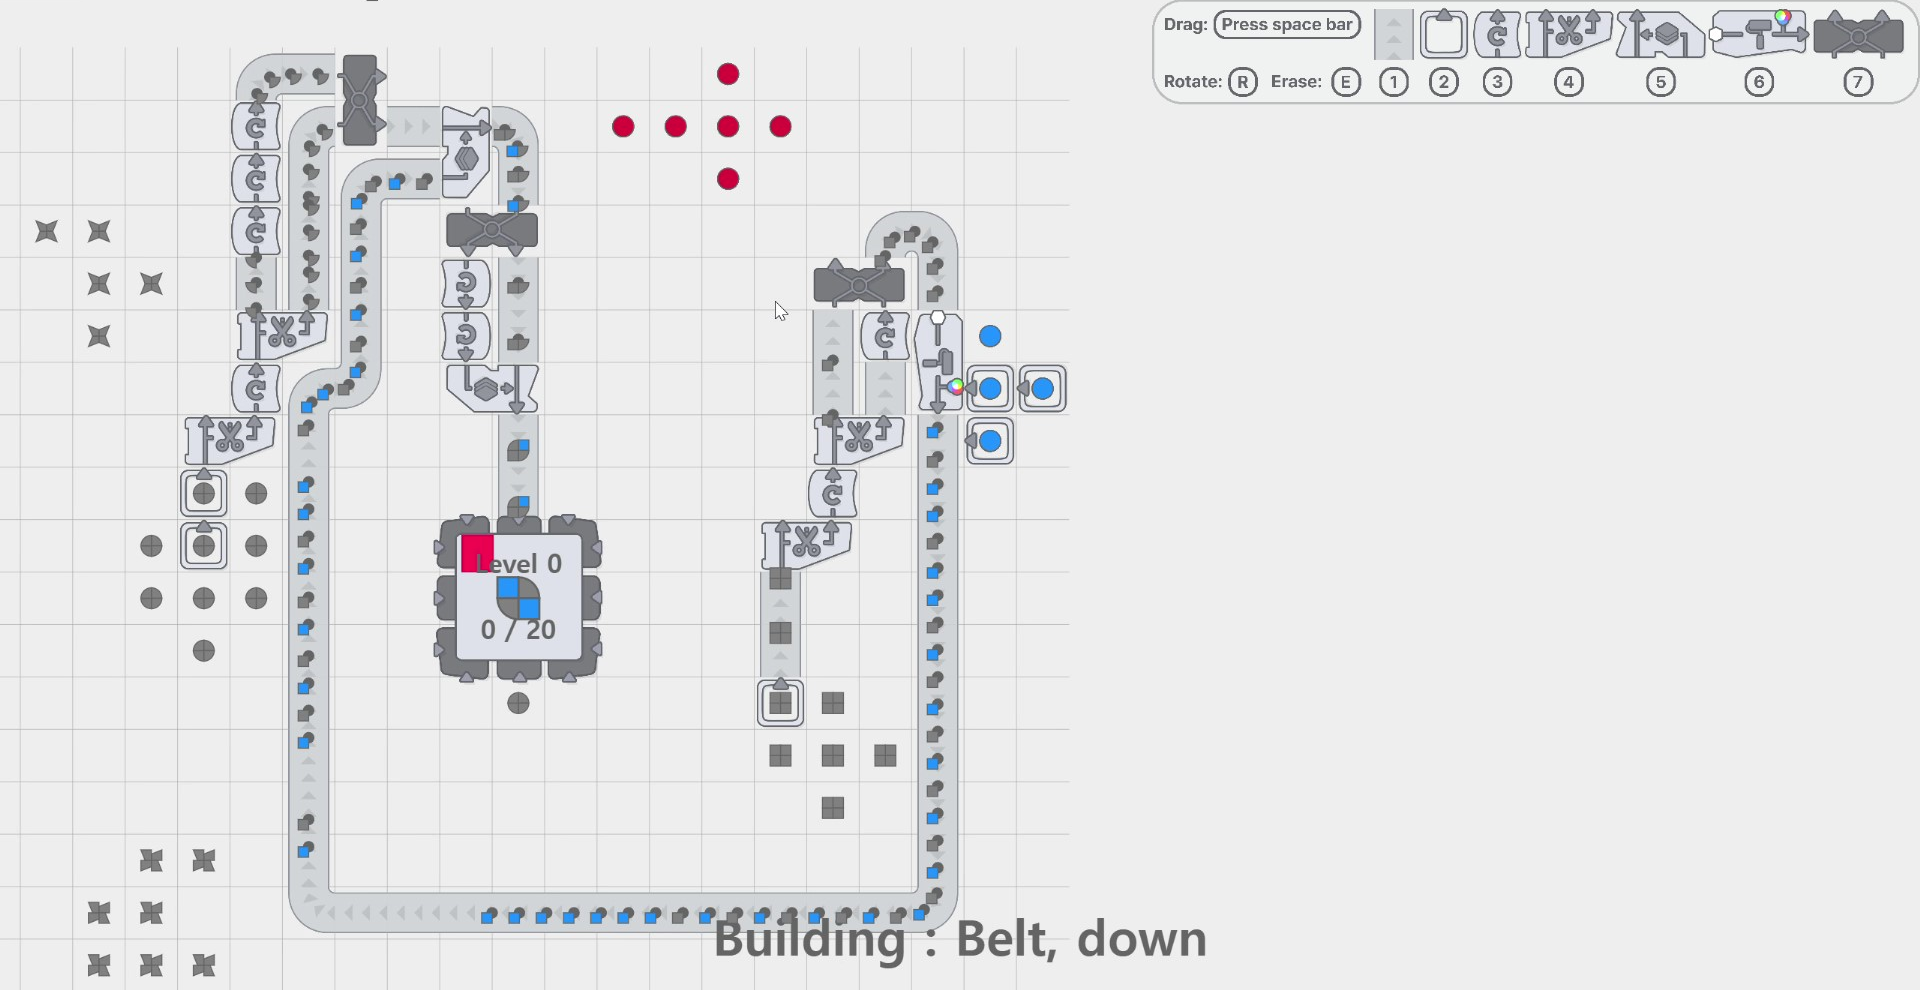 Drag: Press space bar
Rotate: R Erase: E 1 2 3 4 5 6 7
Level 0
0 / 20
Building : Belt, down